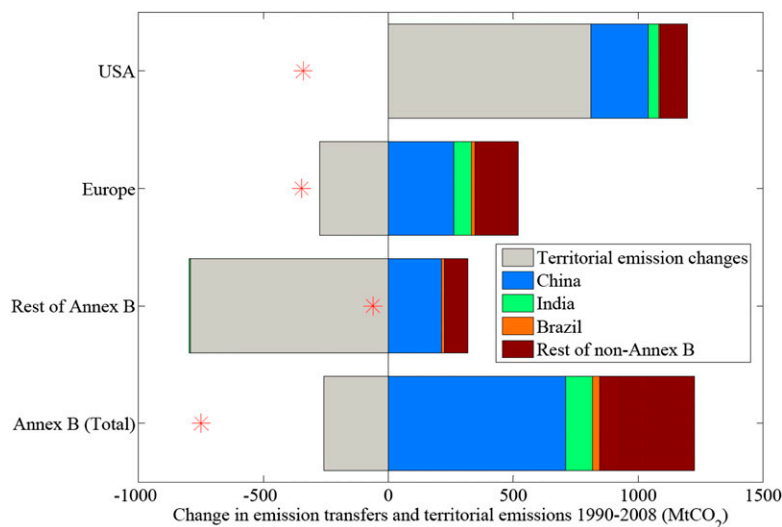 USA
Europe
Rest of Annex B
Annex B (Total)
Territorial emission changes
China
India
Brazil
Rest of non-Annex B
-1000 -500 0 500 1000 1500
Change in emission transfers and territorial emissions 1990-2008 (MtCO₂)